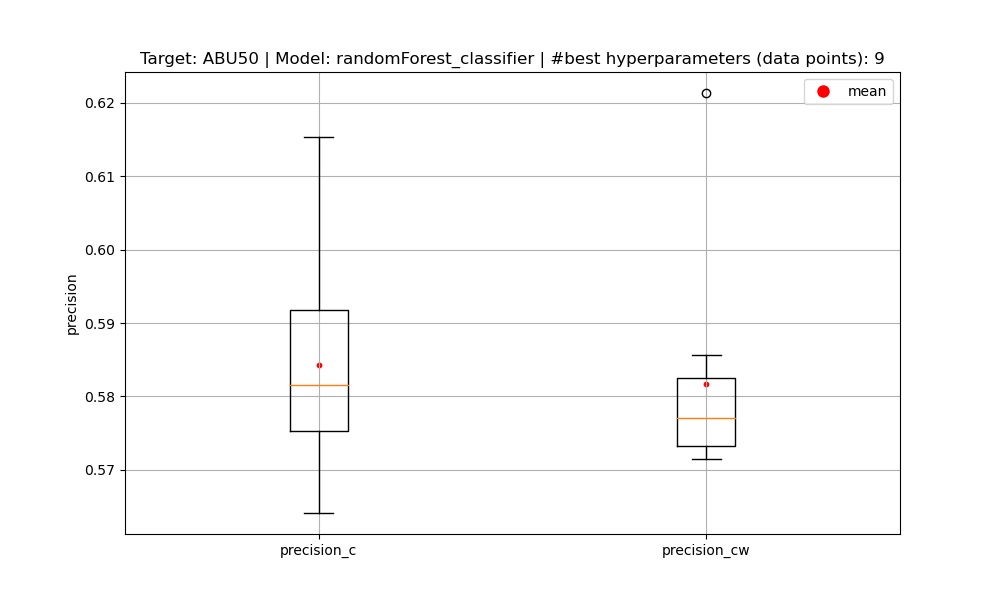 Target: ABU50 | Model: randomForest_classifier | #best hyperparameters (data points): 9
mean
0.62
0.61
0.60
0.59
0.58
0.57
precision
precision_c
precision_cw